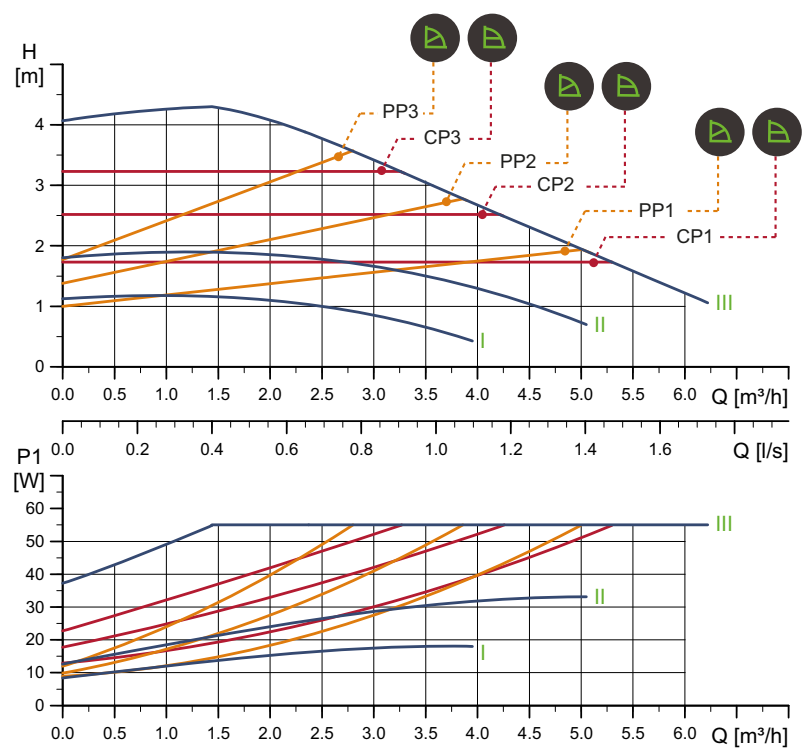 H
[m]
PP3
CP3
PP2
CP2
PP1
CP1
4
3
2
1
0
III
II
I
0.0 0.5 1.0 1.5 2.0 2.5 3.0 3.5 4.0 4.5 5.0 5.5 6.0 Q [m³/h]
0.0 0.2 0.4 0.6 0.8 1.0 1.2 1.4 1.6 Q [l/s]
P1
[W]
60
50
40
30
20
10
0
III
II
I
0.0 0.5 1.0 1.5 2.0 2.5 3.0 3.5 4.0 4.5 5.0 5.5 6.0 Q [m³/h]